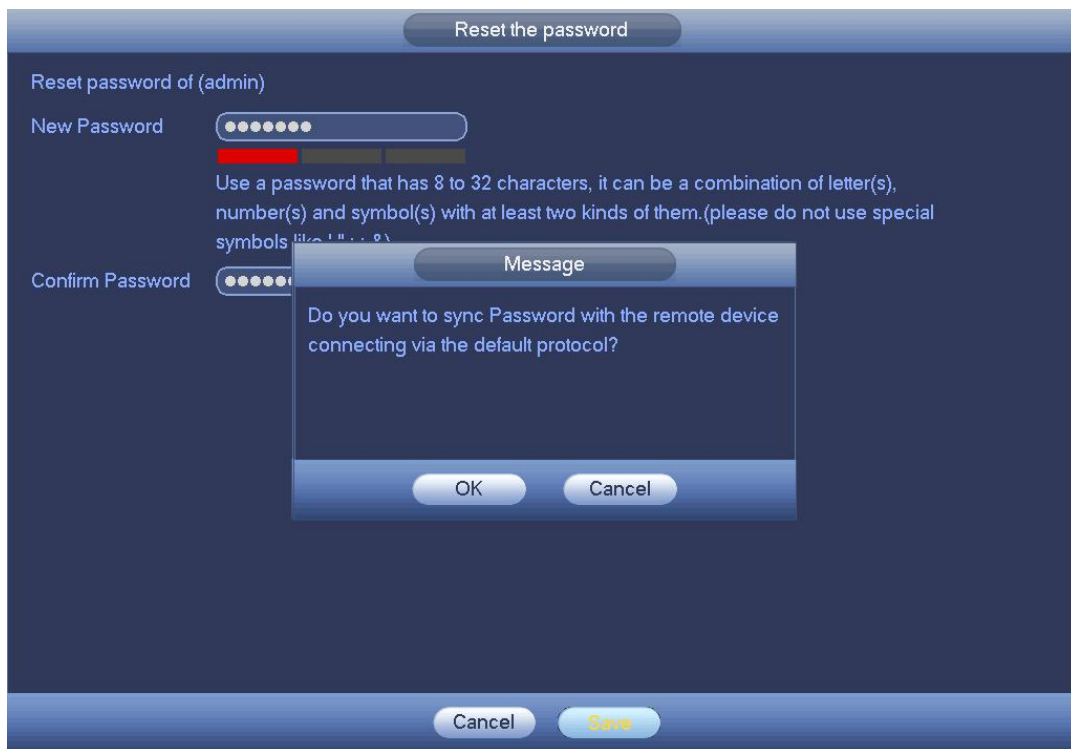 Reset the password
Reset password of (admin)
New Password
Use a password that has 8 to 32 characters, it can be a combination of letter(s),
number(s) and symbol(s) with at least two kinds of them.(please do not use special
symbols
Confirm Password
Message
Do you want to sync Password with the remote device
connecting via the default protocol?
OK
Cancel
Cancel
Save